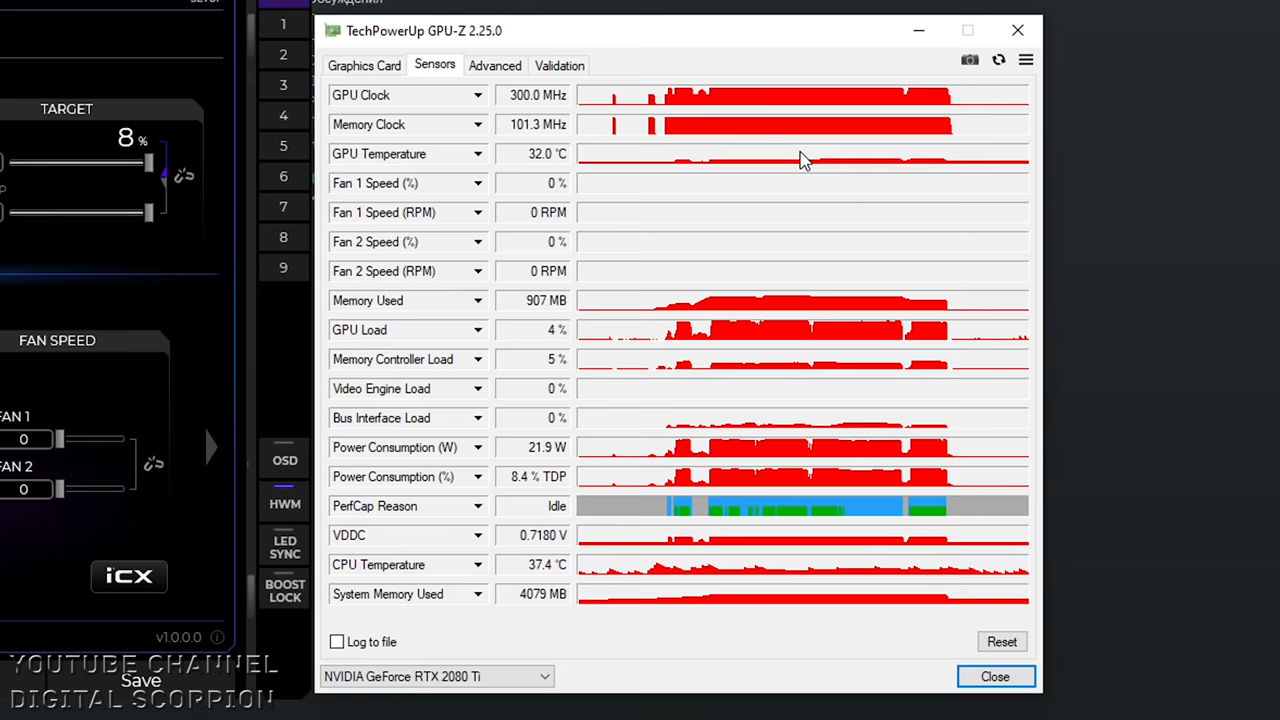 SETUP
Обсуждения
TechPowerUp GPU-Z 2.25.0
Graphics Card
Sensors
Advanced
Validation
TARGET
8 %
P
FAN SPEED
FAN 1
0
FAN 2
0
iCX
v1.0.0.0
Save
1
2
3
4
5
6
7
8
9
OSD
HWM
LED
SYNC
BOOST
LOCK
GPU Clock 300.0 MHz
Memory Clock 101.3 MHz
GPU Temperature 32.0 °C
Fan 1 Speed (%) 0 %
Fan 1 Speed (RPM) 0 RPM
Fan 2 Speed (%) 0 %
Fan 2 Speed (RPM) 0 RPM
Memory Used 907 MB
GPU Load 4 %
Memory Controller Load 5 %
Video Engine Load 0 %
Bus Interface Load 0 %
Power Consumption (W) 21.9 W
Power Consumption (%) 8.4 % TDP
PerfCap Reason Idle
VDDC 0.7180 V
CPU Temperature 37.4 °C
System Memory Used 4079 MB
Log to file
Reset
NVIDIA GeForce RTX 2080 Ti
Close
YOUTUBE CHANNEL
DIGITAL SCORPION